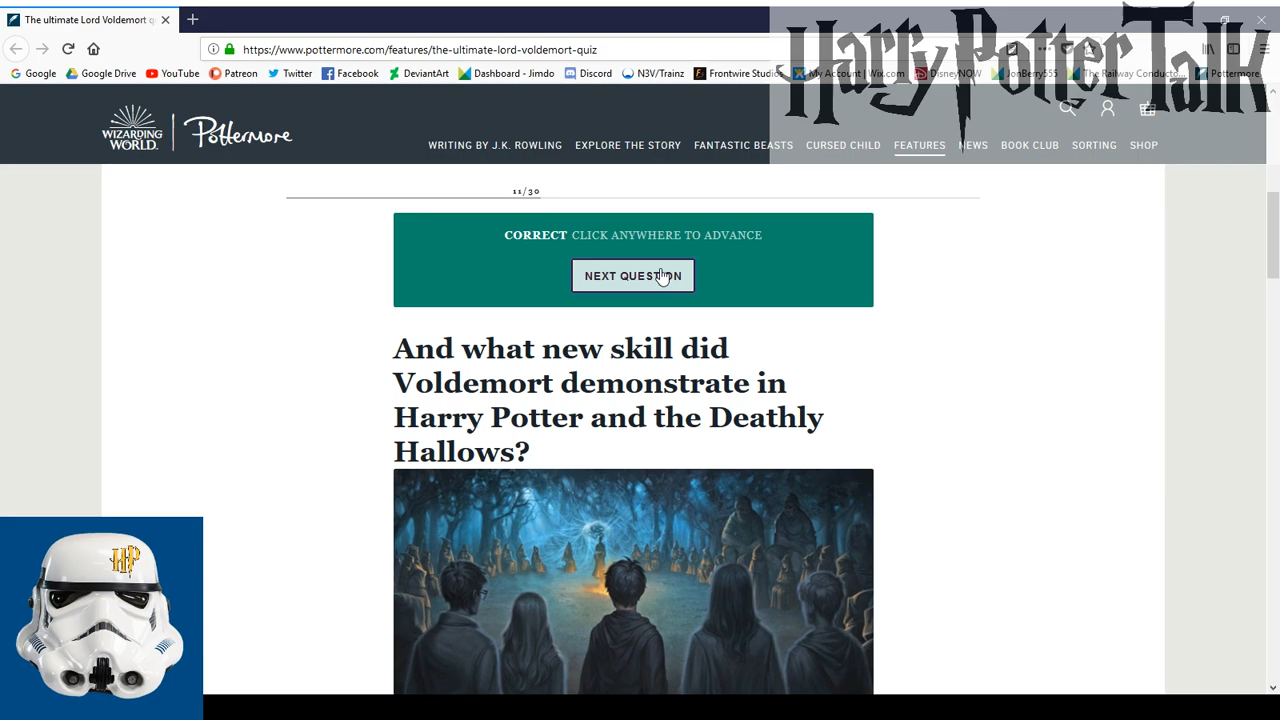 The ultimate Lord Voldemort q
https://www.pottermore.com/features/the-ultimate-lord-voldemort-quiz
Harry Potter Talk
Google Google Drive YouTube Patreon Twitter Facebook DeviantArt Dashboard - Jimdo Discord N3V/Trainz Frontwire Studios My Account | Wix.com DisneyNOW JonBerry555 The Railway Conducto... Pottermore
WIZARDING WORLD. Pottermore
WRITING BY J.K. ROWLING EXPLORE THE STORY FANTASTIC BEASTS CURSED CHILD FEATURES NEWS BOOK CLUB SORTING SHOP
11/30
CORRECT CLICK ANYWHERE TO ADVANCE
NEXT QUESTION
And what new skill did
Voldemort demonstrate in
Harry Potter and the Deathly
Hallows?
HP